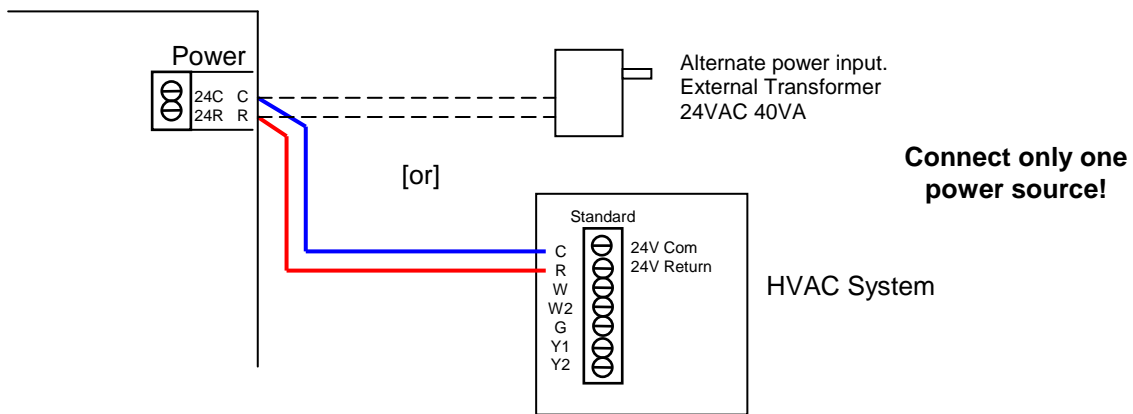 Power
24C C
24R R
Alternate power input.
External Transformer
24VAC 40VA
Connect only one
power source!
[or]
Standard
C 24V Com
R 24V Return
W
W2
G
Y1
Y2
HVAC System